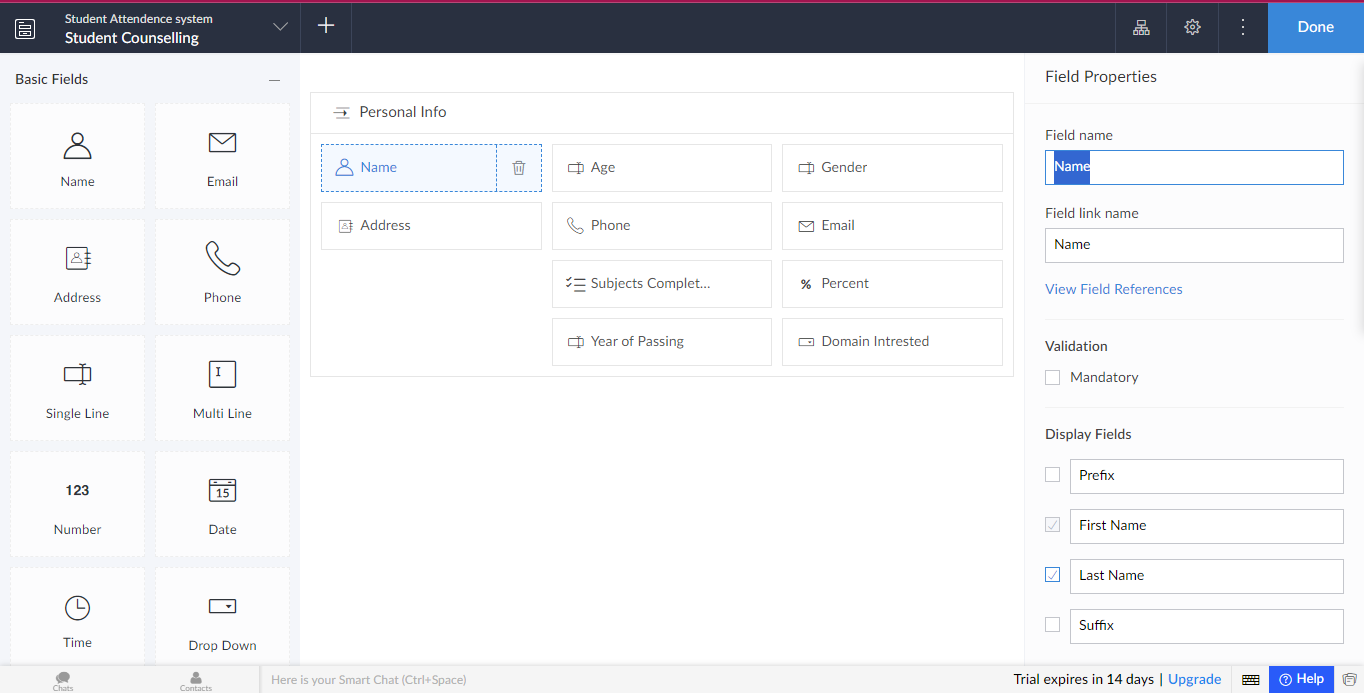 Student Attendence system
Student Counselling
Done
Basic Fields
Name
Email
Address
Phone
Single Line
Multi Line
I
123
Number
15
Date
Time
Drop Down
Personal Info
Name
Age
Gender
Address
Phone
Email
Subjects Complet...
% Percent
Year of Passing
Domain Intrested
Field Properties
Field name
Name
Field link name
Name
View Field References
Validation
Mandatory
Display Fields
Prefix
First Name
Last Name
Suffix
Chats
Contacts
Here is your Smart Chat (Ctrl+Space)
Trial expires in 14 days | Upgrade
? Help